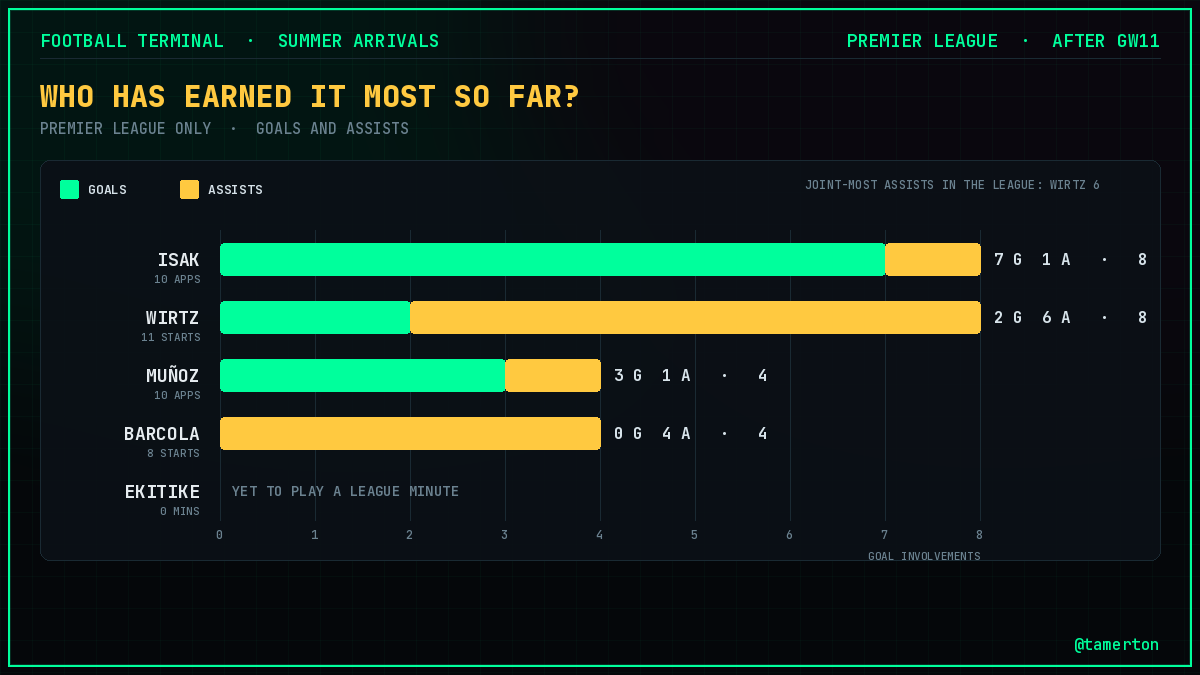 FOOTBALL TERMINAL · SUMMER ARRIVALS
PREMIER LEAGUE · AFTER GW11
WHO HAS EARNED IT MOST SO FAR?
PREMIER LEAGUE ONLY · GOALS AND ASSISTS
GOALS
ASSISTS
JOINT-MOST ASSISTS IN THE LEAGUE: WIRTZ 6
ISAK
10 APPS
7 G 1 A · 8
WIRTZ
11 STARTS
2 G 6 A · 8
MUÑOZ
10 APPS
3 G 1 A · 4
BARCOLA
8 STARTS
0 G 4 A · 4
EKITIKE
0 MINS
YET TO PLAY A LEAGUE MINUTE
0 1 2 3 4 5 6 7 8
GOAL INVOLVEMENTS
@tamerton